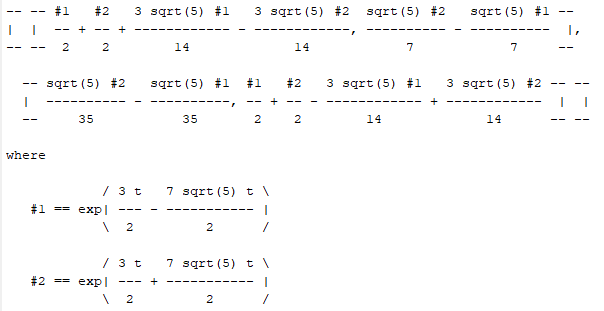 -- -- #1   #2   3 sqrt(5) #1   3 sqrt(5) #2  sqrt(5) #2   sqrt(5) #1 --
|  |  -- + -- + ------------ - ------------, ---------- - ---------- |,
-- -- 2    2         14             14            7            7     --
-- sqrt(5) #2   sqrt(5) #1  #1   #2   3 sqrt(5) #1   3 sqrt(5) #2 -- --
|  ---------- - ----------, -- + -- - ------------ + ------------ |  |
--     35           35      2    2         14             14      -- --
where
/ 3 t   7 sqrt(5) t \
#1 == exp| --- - ----------- |
\ 2          2      /
/ 3 t   7 sqrt(5) t \
#2 == exp| --- + ----------- |
\ 2          2      /